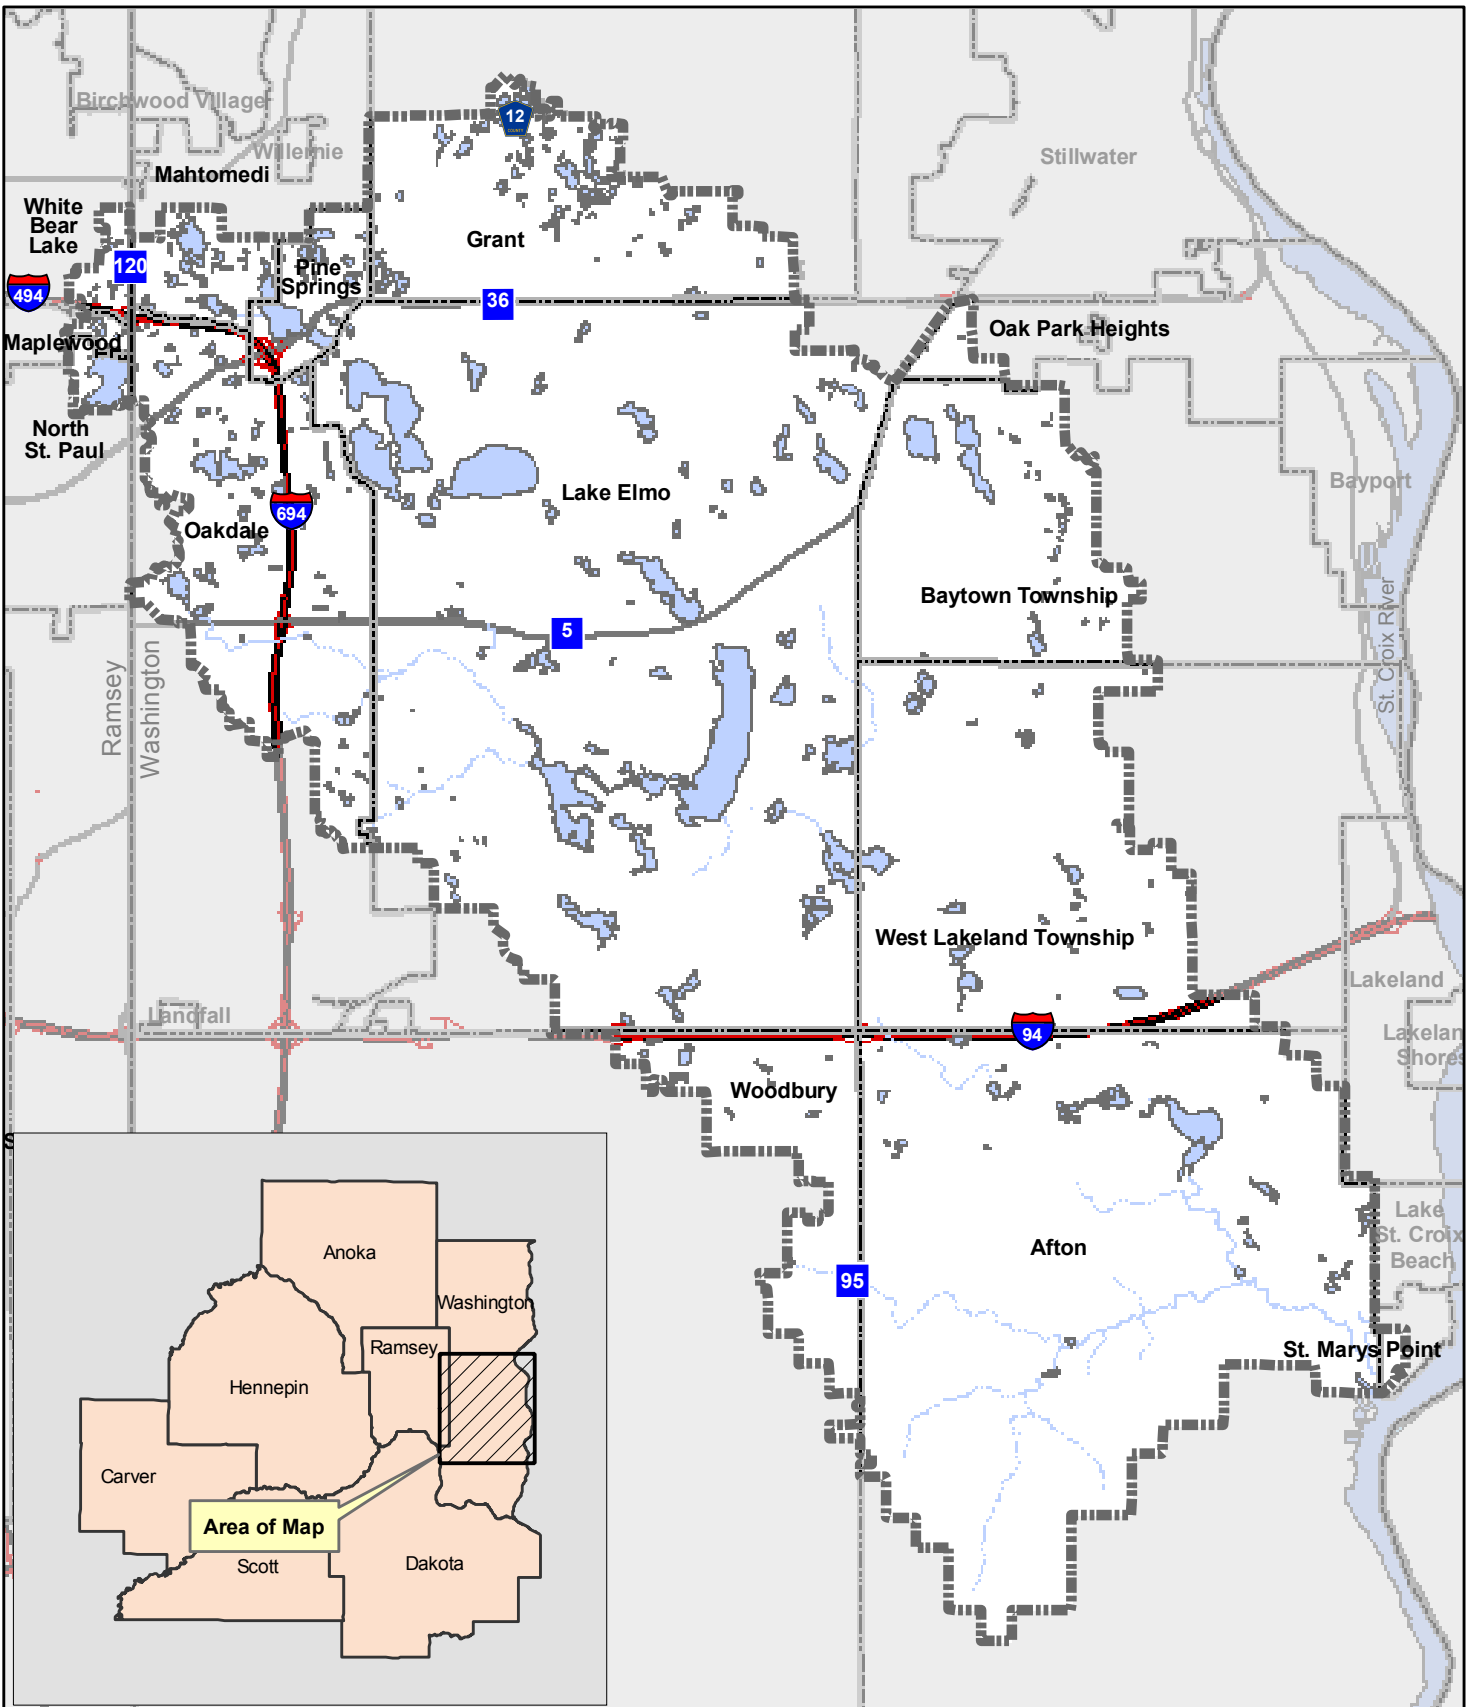 Birchwood Village
Willernie
Mahtomedi
12
COUNTY
Stillwater
White
Bear
Lake
Grant
120
Pine
Springs
494
36
Maplewood
Oak Park Heights
North
St. Paul
Lake Elmo
Bayport
694
Oakdale
Baytown Township
5
St. Croix River
Ramsey
Washington
West Lakeland Township
Lakeland
Landfall
94
Lakelan
Shores
Woodbury
S
Lake
St. Croix
Beach
Afton
95
St. Marys Point
Anoka
Washington
Ramsey
Hennepin
Carver
Area of Map
Scott
Dakota